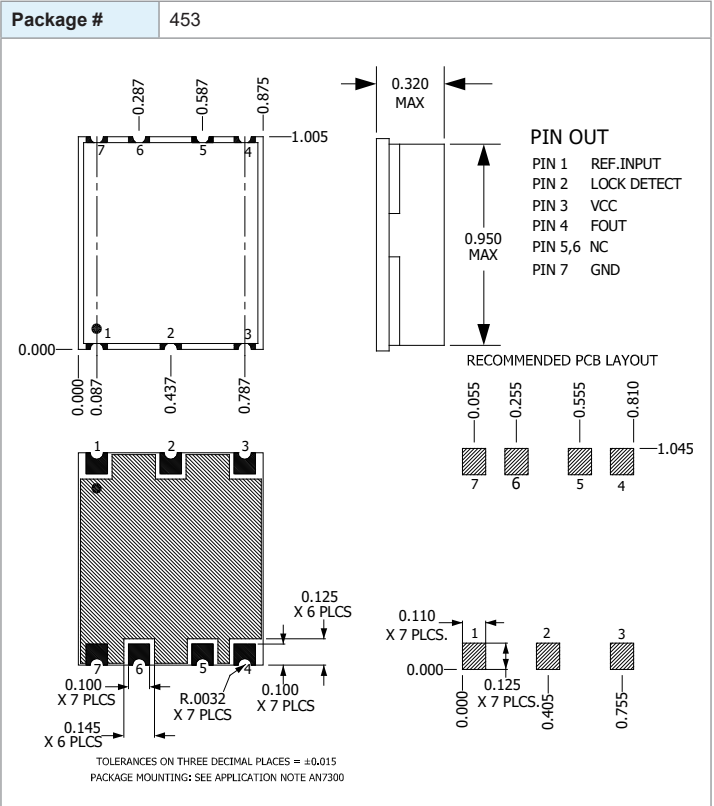 Package # 453
0.287
0.587
0.875
1.005
7 6 5 4
1 2 3
0.000
0.000
0.087
0.437
0.787
0.320
MAX
0.950
MAX
PIN OUT
PIN 1 REF.INPUT
PIN 2 LOCK DETECT
PIN 3 VCC
PIN 4 FOUT
PIN 5,6 NC
PIN 7 GND
RECOMMENDED PCB LAYOUT
0.055
0.255
0.555
0.810
1.045
7 6 5 4
1 2 3
7 6 5 4
0.125
X 6 PLCS
0.100
X 7 PLCS
R.0032
X 7 PLCS
0.100
X 7 PLCS
0.145
X 6 PLCS
0.110
X 7 PLCS.
1 2 3
0.000
0.125
X 7 PLCS.
0.000
0.405
0.755
TOLERANCES ON THREE DECIMAL PLACES = ±0.015
PACKAGE MOUNTING: SEE APPLICATION NOTE AN7300